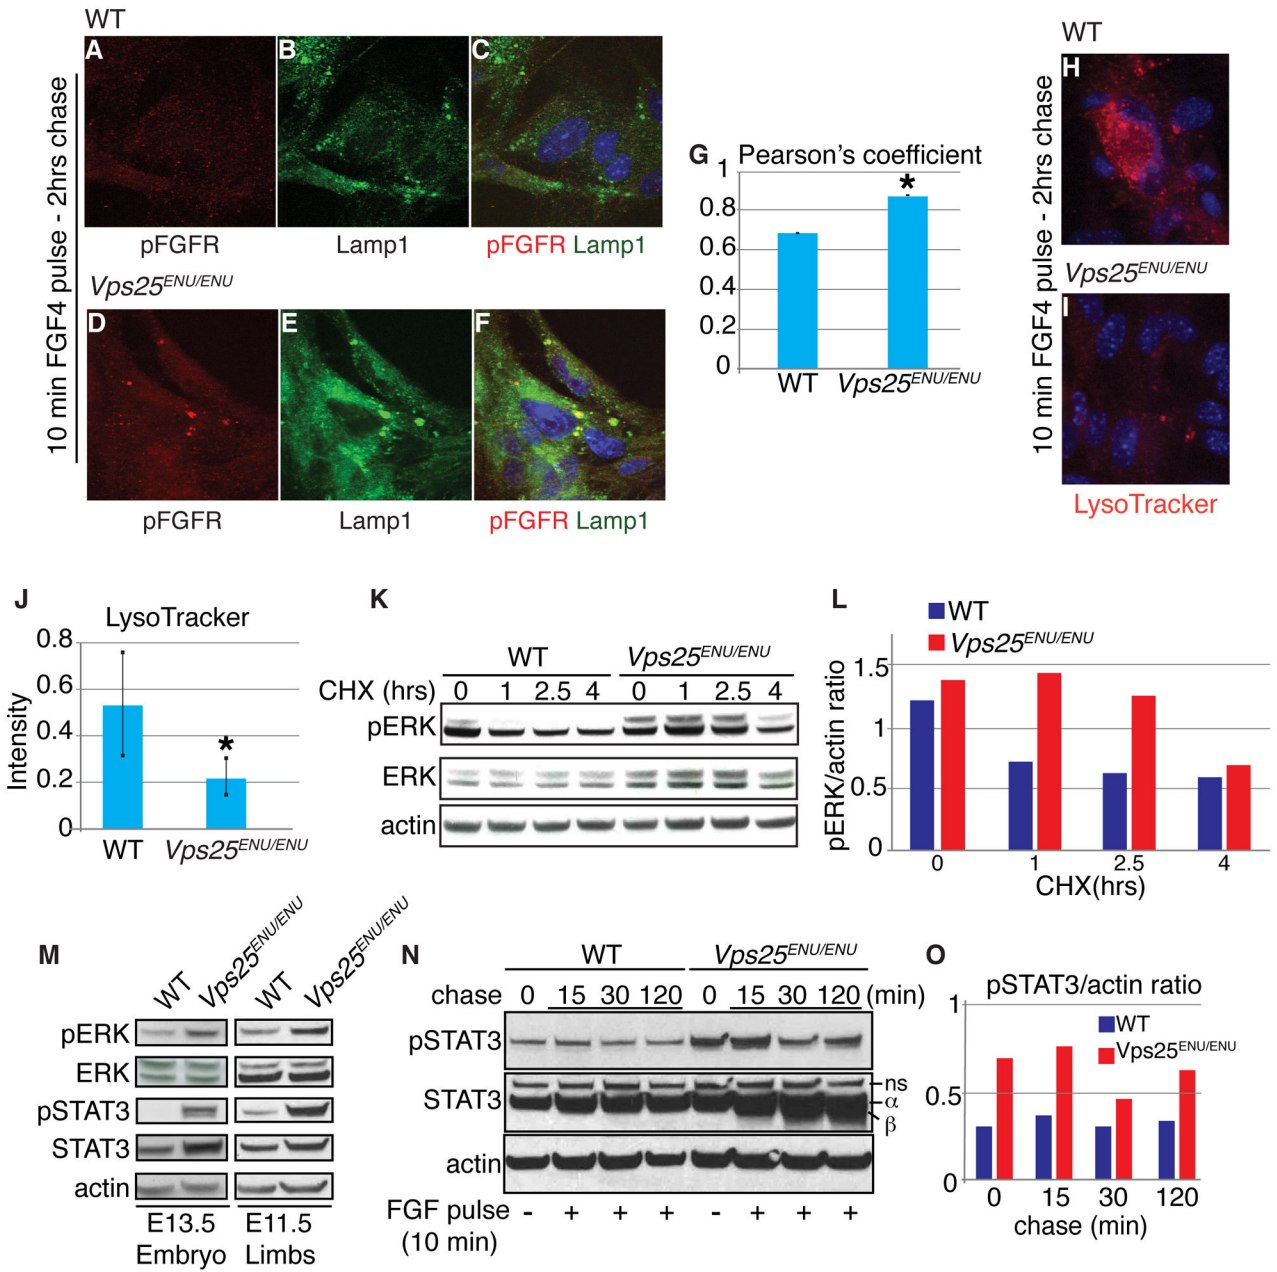 WT
A
B
C
10 min FGF4 pulse - 2hrs chase
pFGFR
Lamp1
pFGFR Lamp1
Vps25ENU/ENU
D
E
F
pFGFR
Lamp1
pFGFR Lamp1
G
Pearson's coefficient
1
0.8
0.6
0.4
0.2
0
*
WT
Vps25ENU/ENU
WT
H
10 min FGF4 pulse - 2hrs chase
Vps25ENU/ENU
I
LysoTracker
J
LysoTracker
Intensity
0.8
0.6
0.4
0.2
0
*
WT
Vps25ENU/ENU
K
WT
Vps25ENU/ENU
CHX (hrs) 0 1 2.5 4 0 1 2.5 4
pERK
ERK
actin
L
WT
Vps25ENU/ENU
pERK/actin ratio
1.5
1
0.5
0
0 1 2.5 4
CHX(hrs)
M
WT
Vps25ENU/ENU
WT
Vps25ENU/ENU
pERK
ERK
pSTAT3
STAT3
actin
E13.5
Embryo
E11.5
Limbs
N
WT
Vps25ENU/ENU
chase 0 15 30 120 0 15 30 120 (min)
pSTAT3
STAT3
ns
α
β
actin
FGF pulse - + + + - + + +
(10 min)
O
pSTAT3/actin ratio
1
0.5
0
WT
Vps25ENU/ENU
0 15 30 120
chase (min)